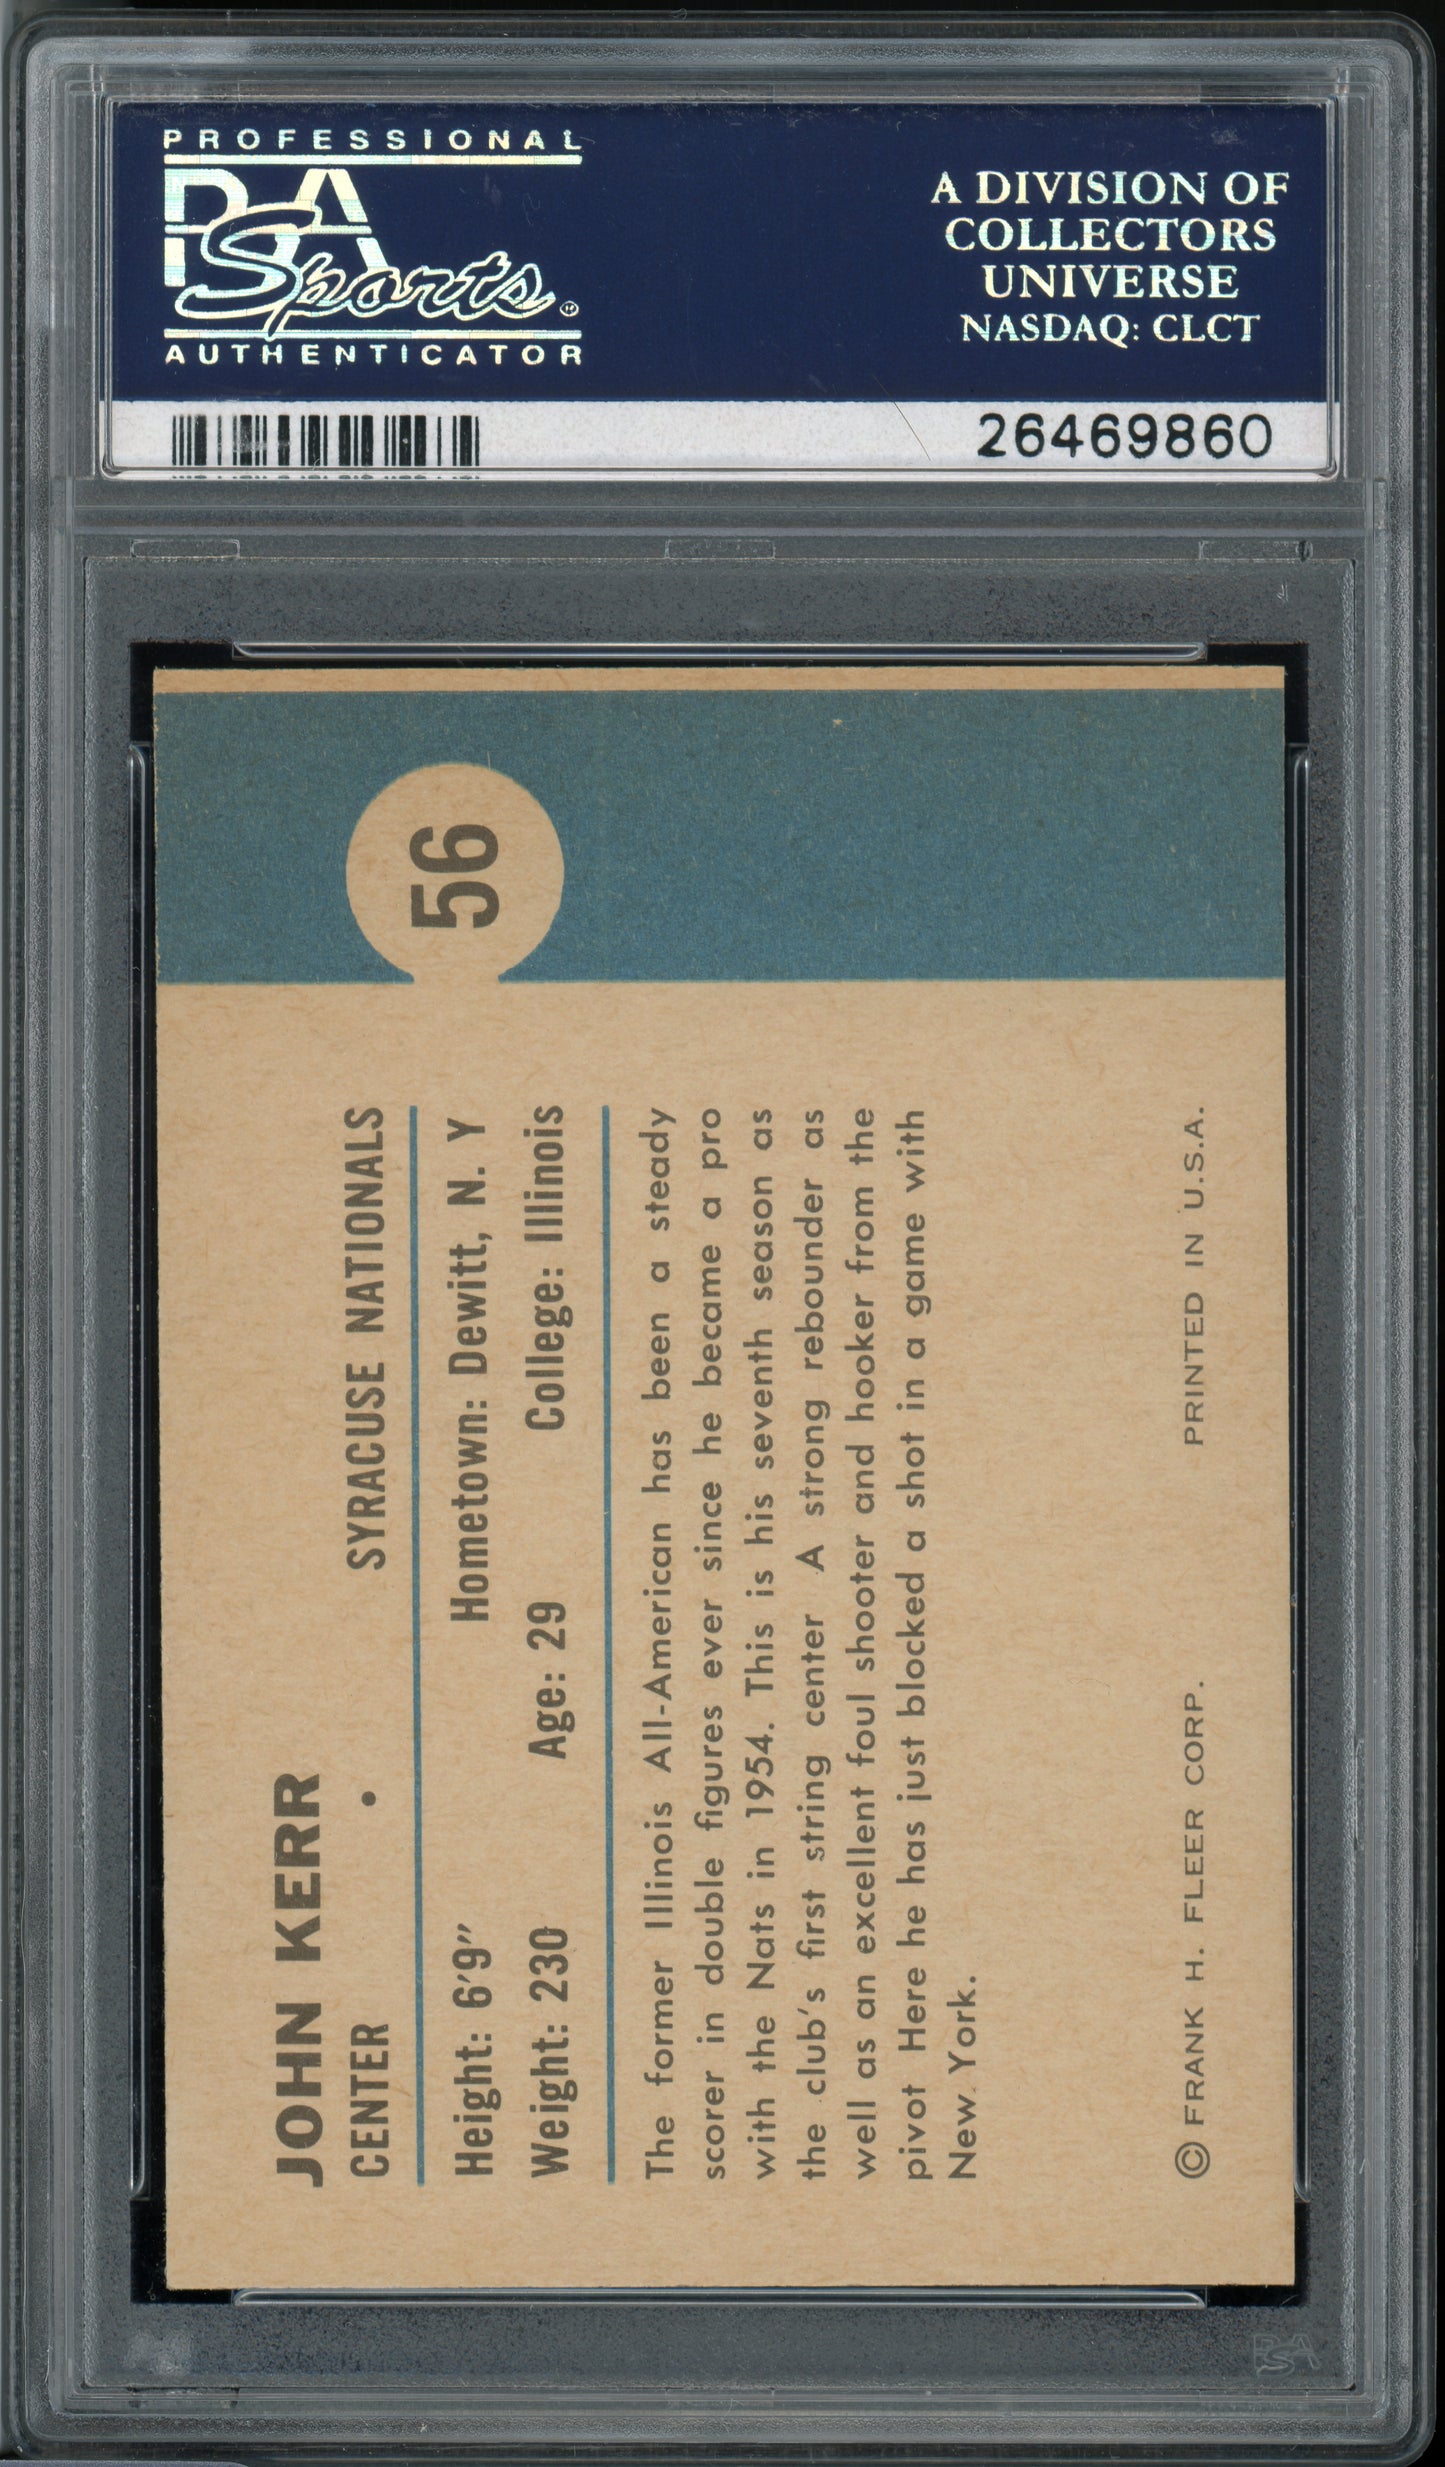 PROFESSIONAL
PSA
Sports®
AUTHENTICATOR
A DIVISION OF
COLLECTORS
UNIVERSE
NASDAQ: CLCT
26469860
56
JOHN KERR
CENTER • SYRACUSE NATIONALS
Height: 6'9" Hometown: Dewitt, N. Y
Weight: 230 Age: 29 College: Illinois
The former Illinois All-American has been a steady
scorer in double figures ever since he became a pro
with the Nats in 1954. This is his seventh season as
the club's first string center A strong rebounder as
well as an excellent foul shooter and hooker from the
pivot Here he has just blocked a shot in a game with
New York.
© FRANK H. FLEER CORP. PRINTED IN U.S.A.
PSA